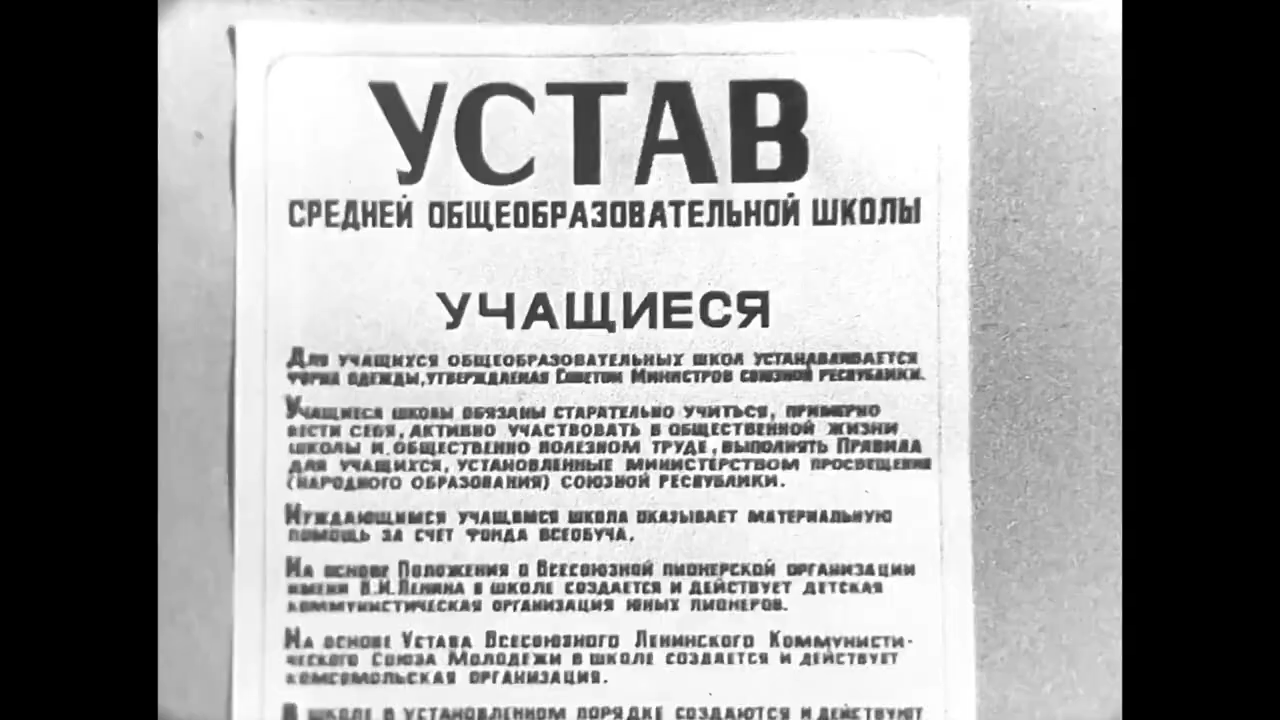 УСТАВ
СРЕДНЕЙ ОБЩЕОБРАЗОВАТЕЛЬНОЙ ШКОЛЫ
УЧАЩИЕСЯ
Для учащихся общеобразовательных школ устанавливается
форма одежды, утверждаемая Советом Министров союзной республики.
Учащиеся школы обязаны старательно учиться, примерно
вести себя, активно участвовать в общественной жизни
школы и общественно полезном труде, выполнять Правила
для учащихся, установленные министерством просвещения
(народного образования) союзной республики.
Нуждающимся учащимся школа оказывает материальную
помощь за счет фонда всеобуча.
На основе Положения о Всесоюзной пионерской организации
имени В.И.Ленина в школе создается и действует детская
коммунистическая организация юных пионеров.
На основе Устава Всесоюзного Ленинского Коммунисти-
ческого Союза Молодежи в школе создается и действует
комсомольская организация.
В школе в установленном порядке создаются и действуют